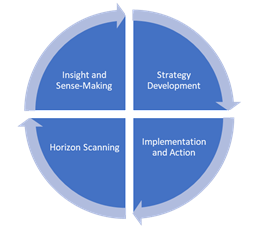 Insight and
Sense-Making
Strategy
Development
Horizon Scanning
Implementation
and Action